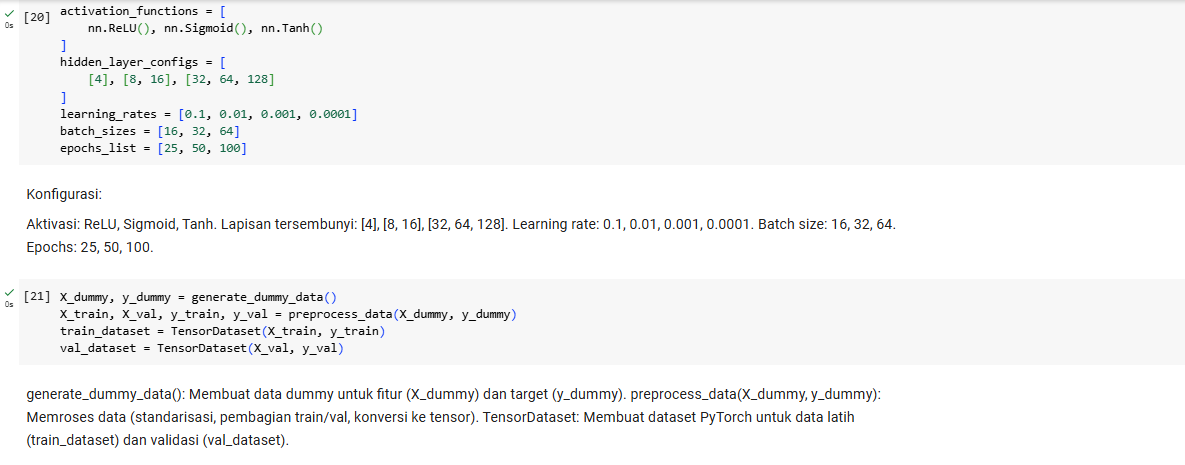 [20] activation_functions = [
nn.ReLU(), nn.Sigmoid(), nn.Tanh()
]
hidden_layer_configs = [
[4], [8, 16], [32, 64, 128]
]
learning_rates = [0.1, 0.01, 0.001, 0.0001]
batch_sizes = [16, 32, 64]
epochs_list = [25, 50, 100]
0s
Konfigurasi:
Aktivasi: ReLU, Sigmoid, Tanh. Lapisan tersembunyi: [4], [8, 16], [32, 64, 128]. Learning rate: 0.1, 0.01, 0.001, 0.0001. Batch size: 16, 32, 64.
Epochs: 25, 50, 100.
[21] X_dummy, y_dummy = generate_dummy_data()
0s
X_train, X_val, y_train, y_val = preprocess_data(X_dummy, y_dummy)
train_dataset = TensorDataset(X_train, y_train)
val_dataset = TensorDataset(X_val, y_val)
generate_dummy_data(): Membuat data dummy untuk fitur (X_dummy) dan target (y_dummy). preprocess_data(X_dummy, y_dummy):
Memroses data (standarisasi, pembagian train/val, konversi ke tensor). TensorDataset: Membuat dataset PyTorch untuk data latih
(train_dataset) dan validasi (val_dataset).